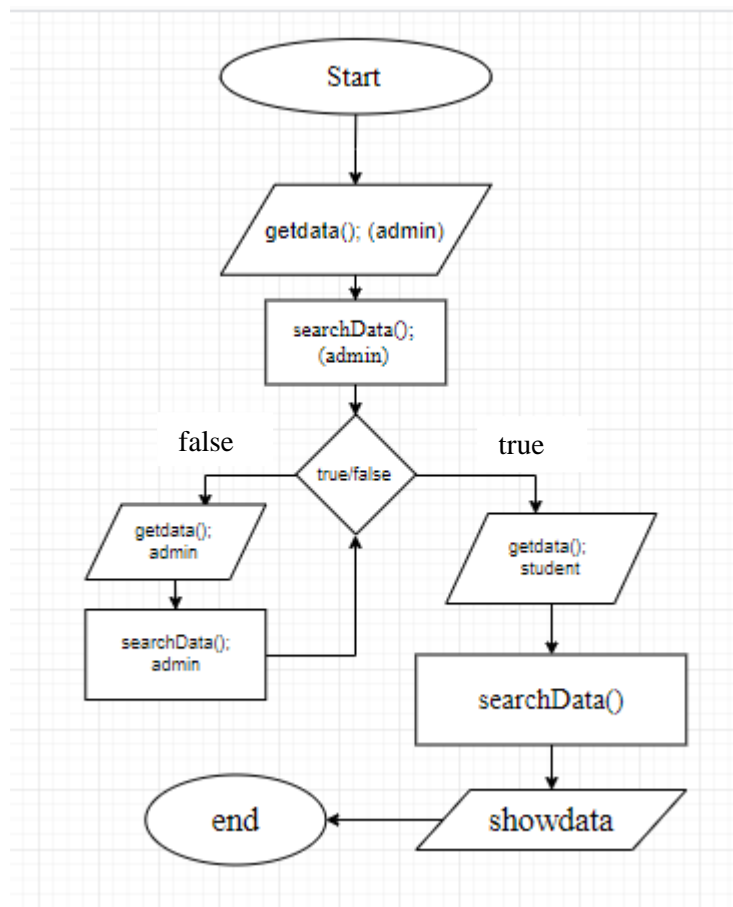 Start
getdata(); (admin)
searchData();
(admin)
false
true
true/false
getdata();
admin
getdata();
student
searchData();
admin
searchData()
end
showdata